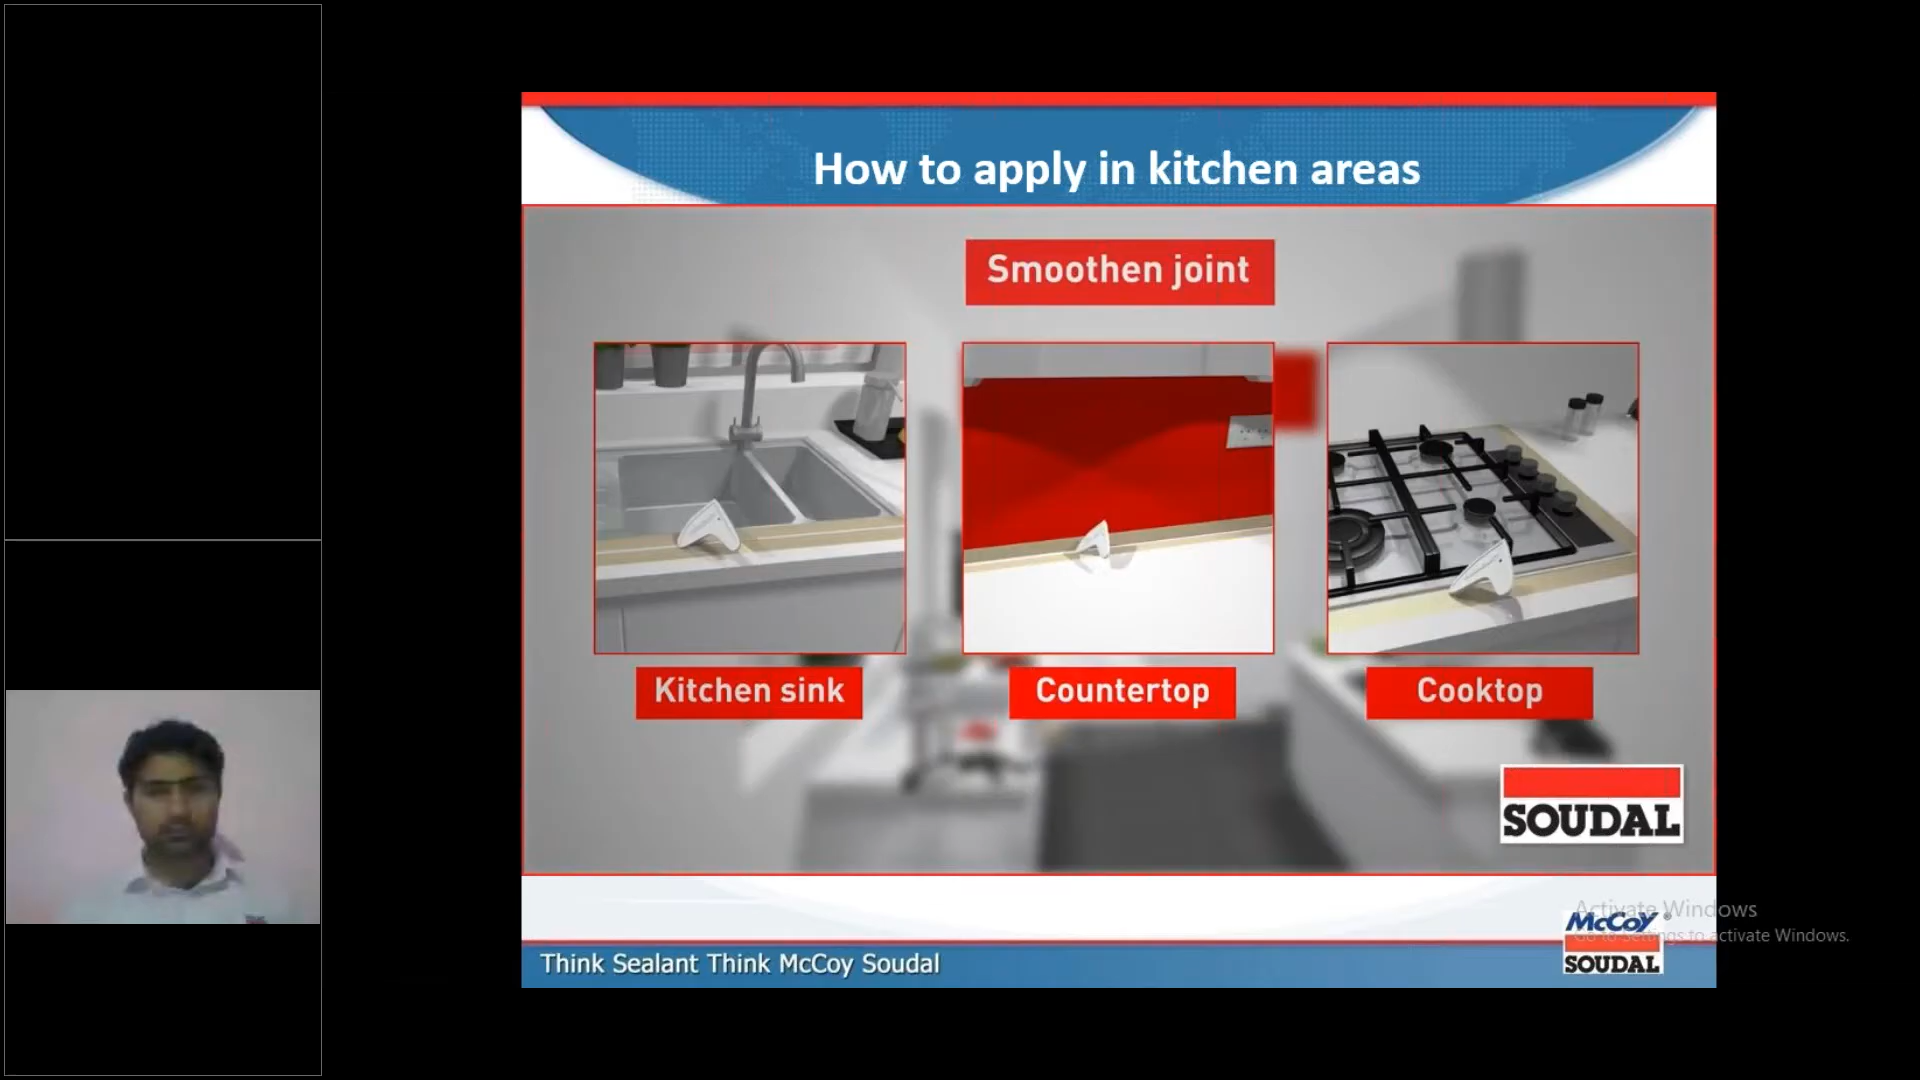 How to apply in kitchen areas
Smoothen joint
Kitchen sink
Countertop
Cooktop
SOUDAL
Activate Windows
Go to Settings to activate Windows.
McCoy ®
SOUDAL
Think Sealant Think McCoy Soudal